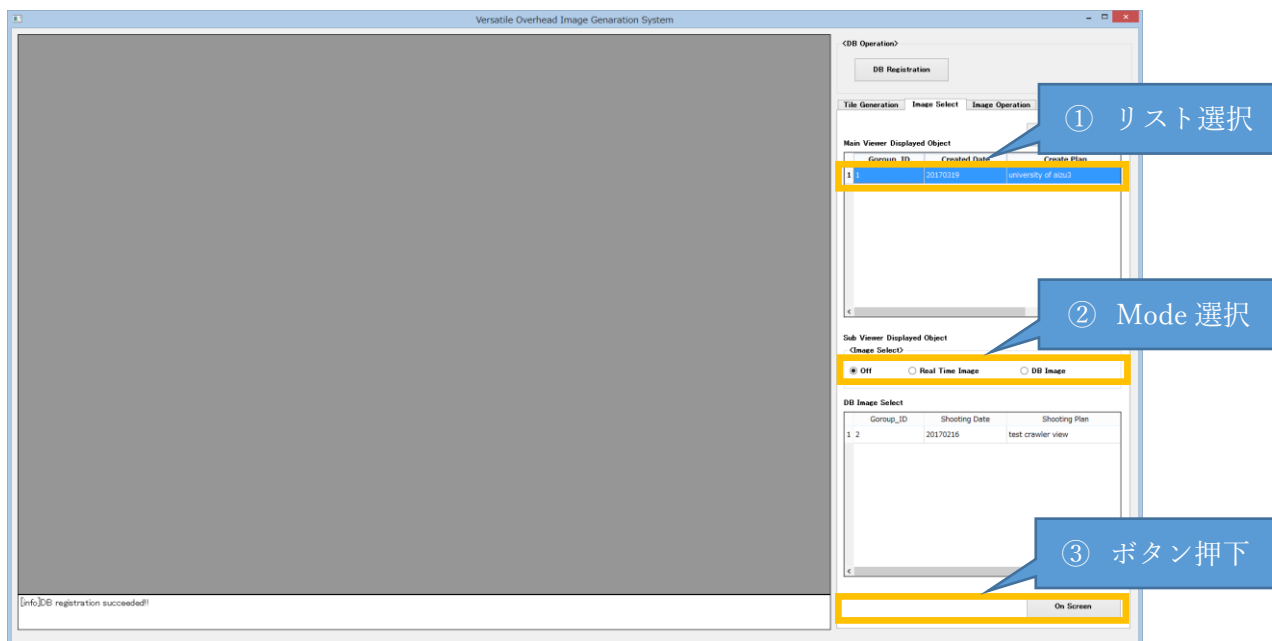 Versatile Overhead Image Genaration System
<DB Operation>
DB Registration
Tile Generation Image Select Image Operation
① リスト選択
Main Viewer Displayed Object
Goroup_ID Created Date Create Plan
1 1 20170319 university of aizu3
② Mode 選択
Sub Viewer Displayed Object
<Image Select>
Off Real Time Image DB Image
DB Image Select
Goroup_ID Shooting Date Shooting Plan
1 2 20170216 test crawler view
③ ボタン押下
[info]DB registration succeeded!!
On Screen